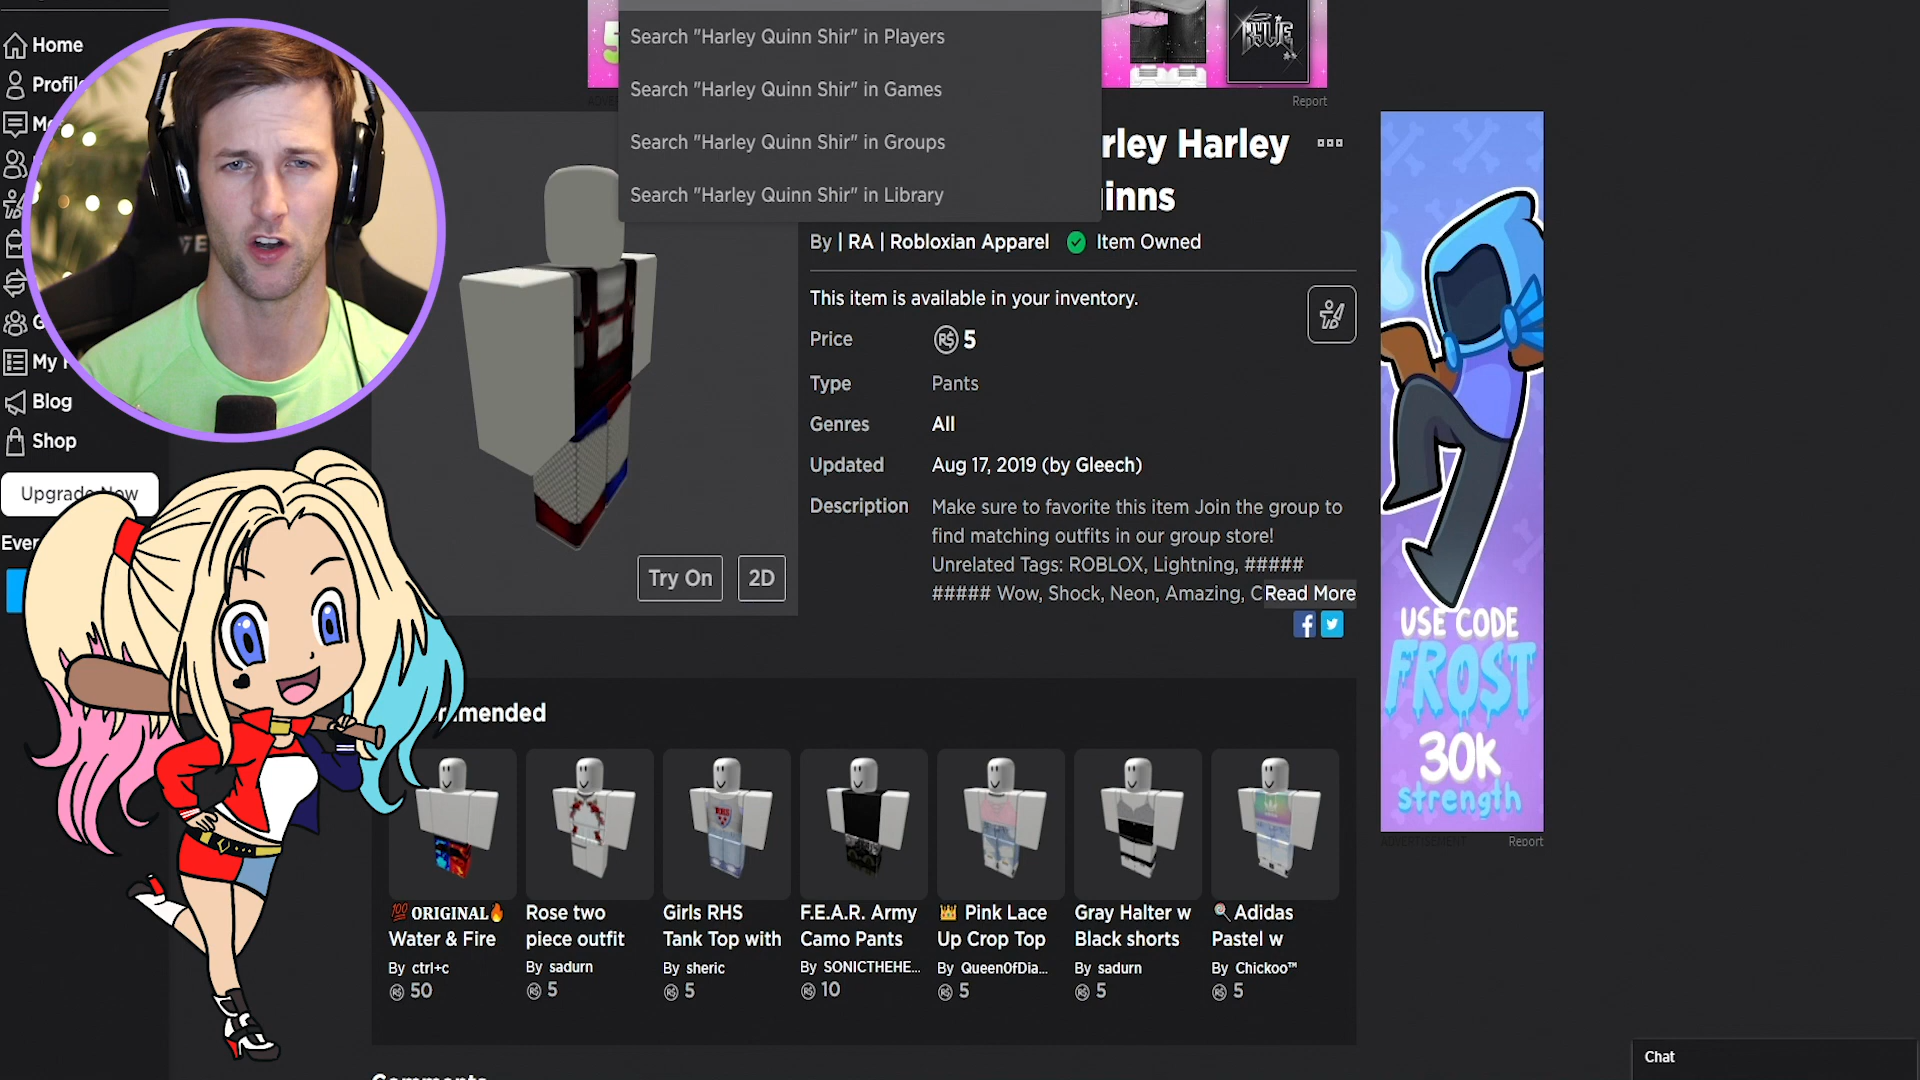 Home
Profile
Blog
Shop
Upgrade Now
Search "Harley Quinn Shir" in Players
Search "Harley Quinn Shir" in Games
Search "Harley Quinn Shir" in Groups
Search "Harley Quinn Shir" in Library
RYLIE
Report
rley Harley
inns
By | RA | Robloxian Apparel Item Owned
This item is available in your inventory.
Price R$ 5
Type Pants
Genres All
Updated Aug 17, 2019 (by Gleech)
Description Make sure to favorite this item Join the group to
find matching outfits in our group store!
Unrelated Tags: ROBLOX, Lightning, #####
##### Wow, Shock, Neon, Amazing, C Read More
Try On 2D
USE CODE
FROST
30K
strength
ADVERTISEMENT Report
mended
💯 ORIGINAL🔥
Water & Fire
By ctrl+c
R$ 50
Rose two
piece outfit
By sadurn
R$ 5
Girls RHS
Tank Top with
By sheric
R$ 5
F.E.A.R. Army
Camo Pants
By SONICTHEHE...
R$ 10
👑 Pink Lace
Up Crop Top
By QueenOfDia...
R$ 5
Gray Halter w
Black shorts
By sadurn
R$ 5
🍭Adidas
Pastel w
By Chickoo™
R$ 5
Comments
Chat